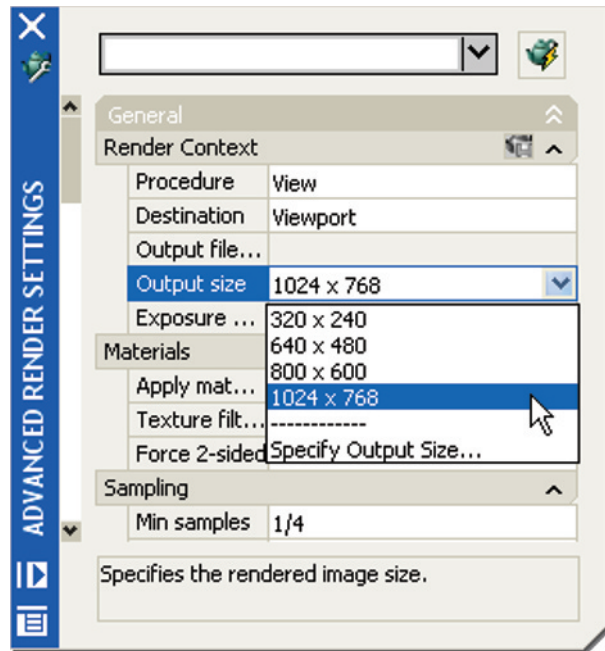 ADVANCED RENDER SETTINGS
General
Render Context
Procedure View
Destination Viewport
Output file...
Output size 1024 x 768
Exposure ... 320 x 240
640 x 480
Materials
800 x 600
Apply mat... 1024 x 768
Texture filt... ------------
Force 2-sided Specify Output Size...
Sampling
Min samples 1/4
Specifies the rendered image size.